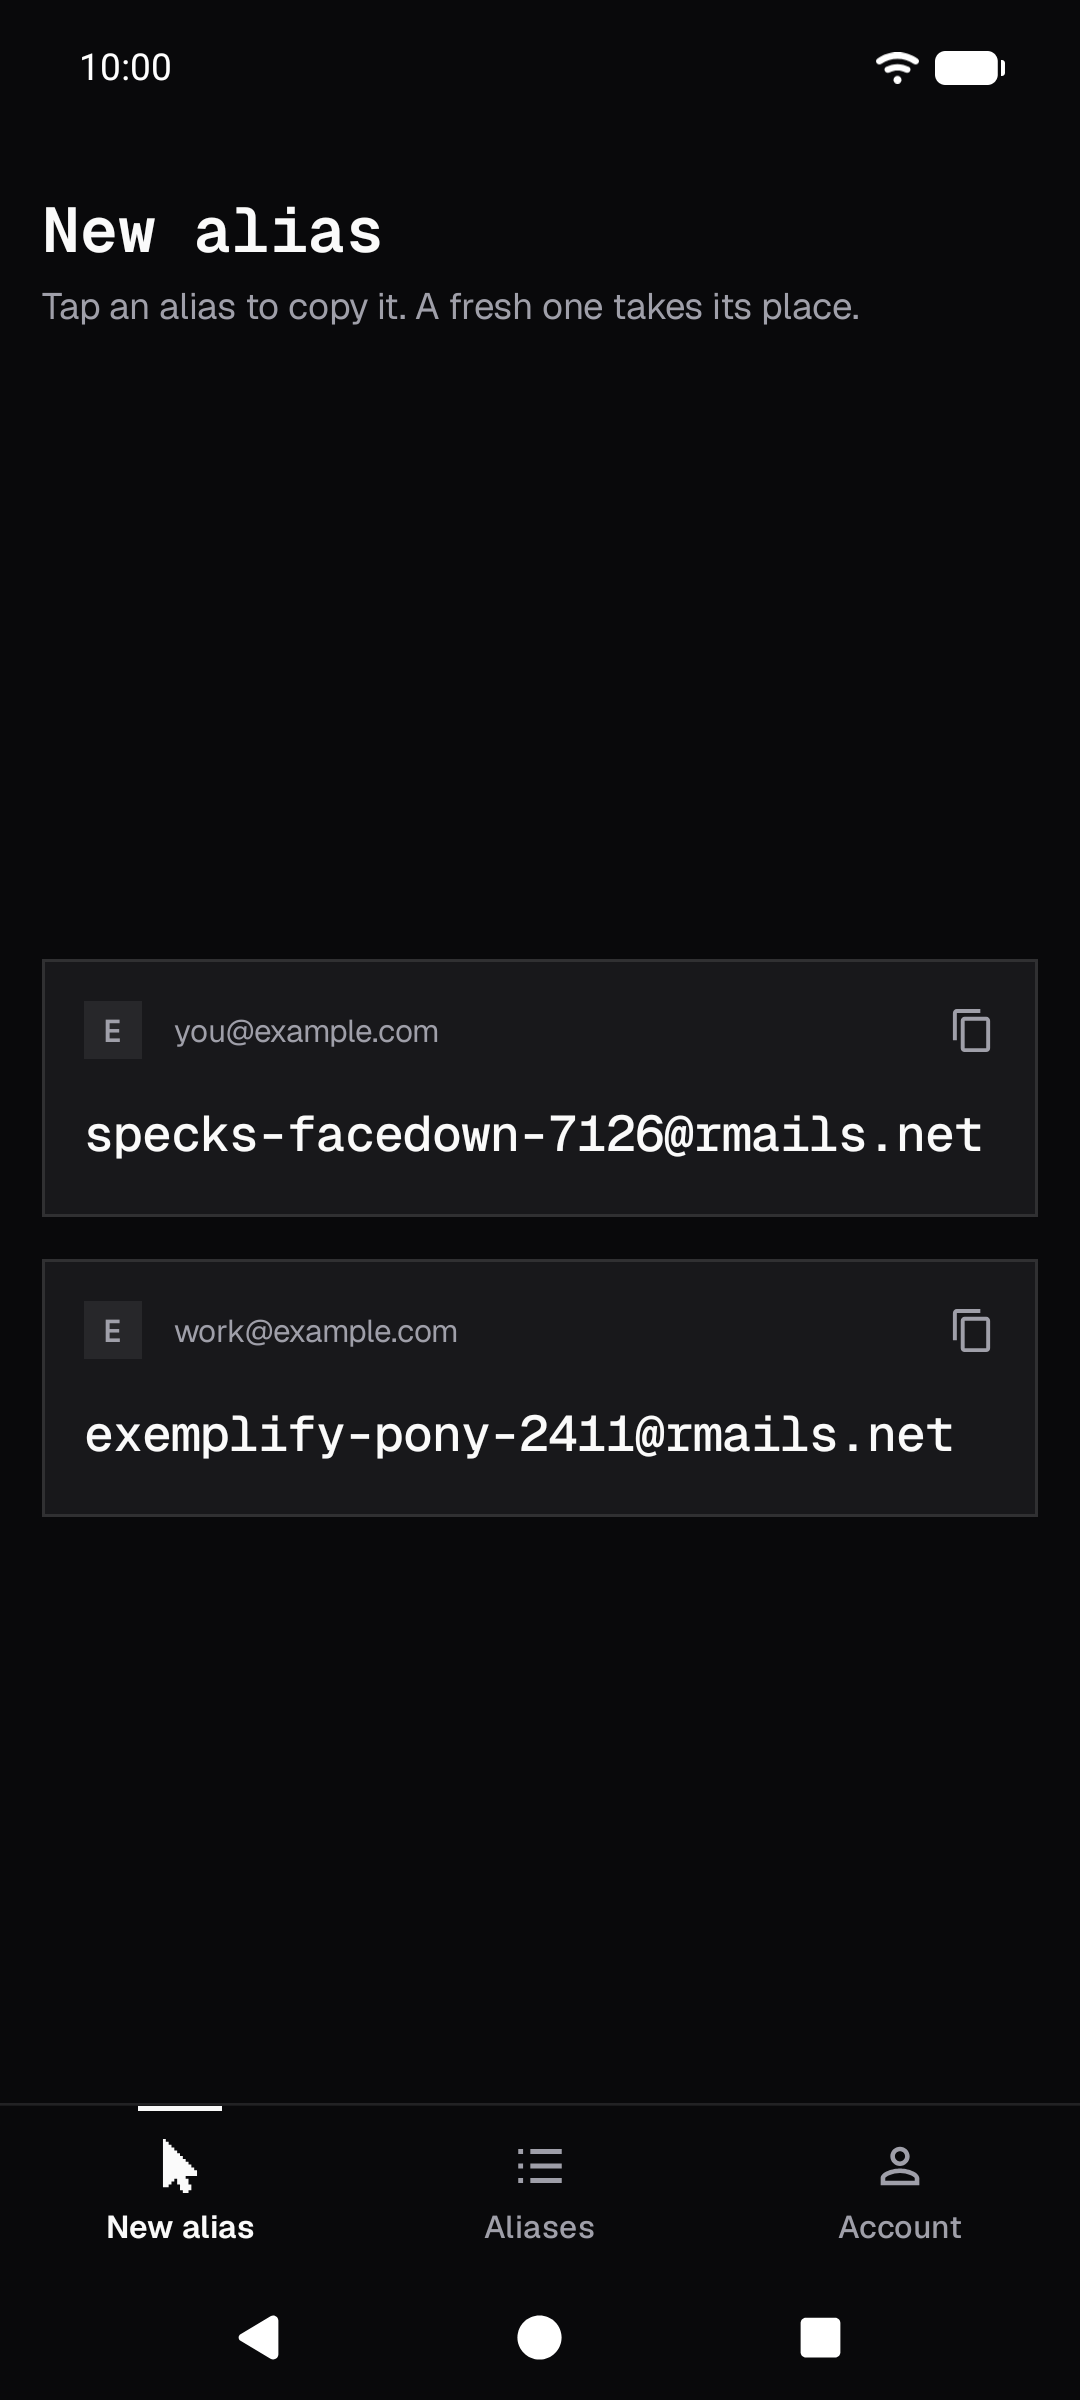 10:00
New alias
Tap an alias to copy it. A fresh one takes its place.
E you@example.com
specks-facedown-7126@rmails.net
E work@example.com
exemplify-pony-2411@rmails.net
New alias Aliases Account